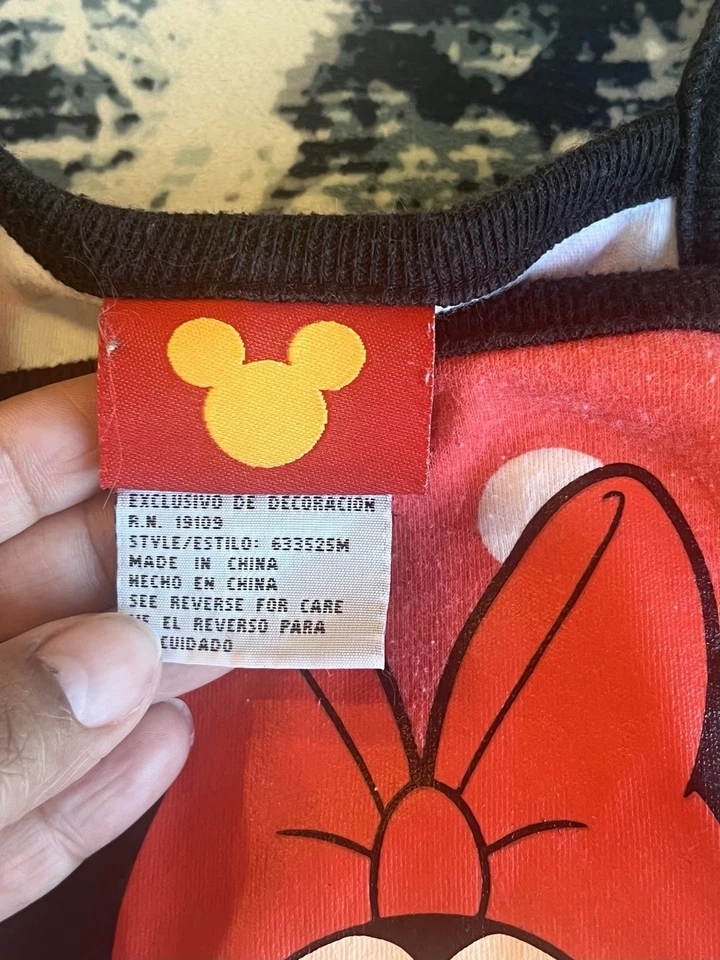 EXCLUSIVO DE DECORACION
R.N. 19109
STYLE/ESTILO: 633525M
MADE IN CHINA
HECHO EN CHINA
SEE REVERSE FOR CARE
EL REVERSO PARA
CUIDADO